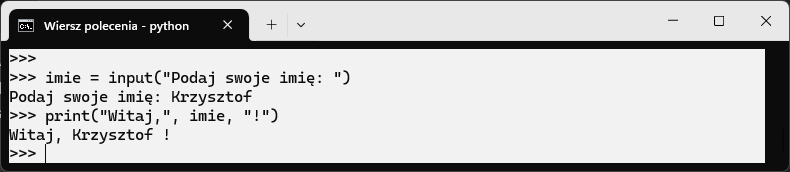 Wiersz polecenia - python
>>>
>>> imie = input("Podaj swoje imię: ")
Podaj swoje imię: Krzysztof
>>> print("Witaj,", imie, "!")
Witaj, Krzysztof !
>>>